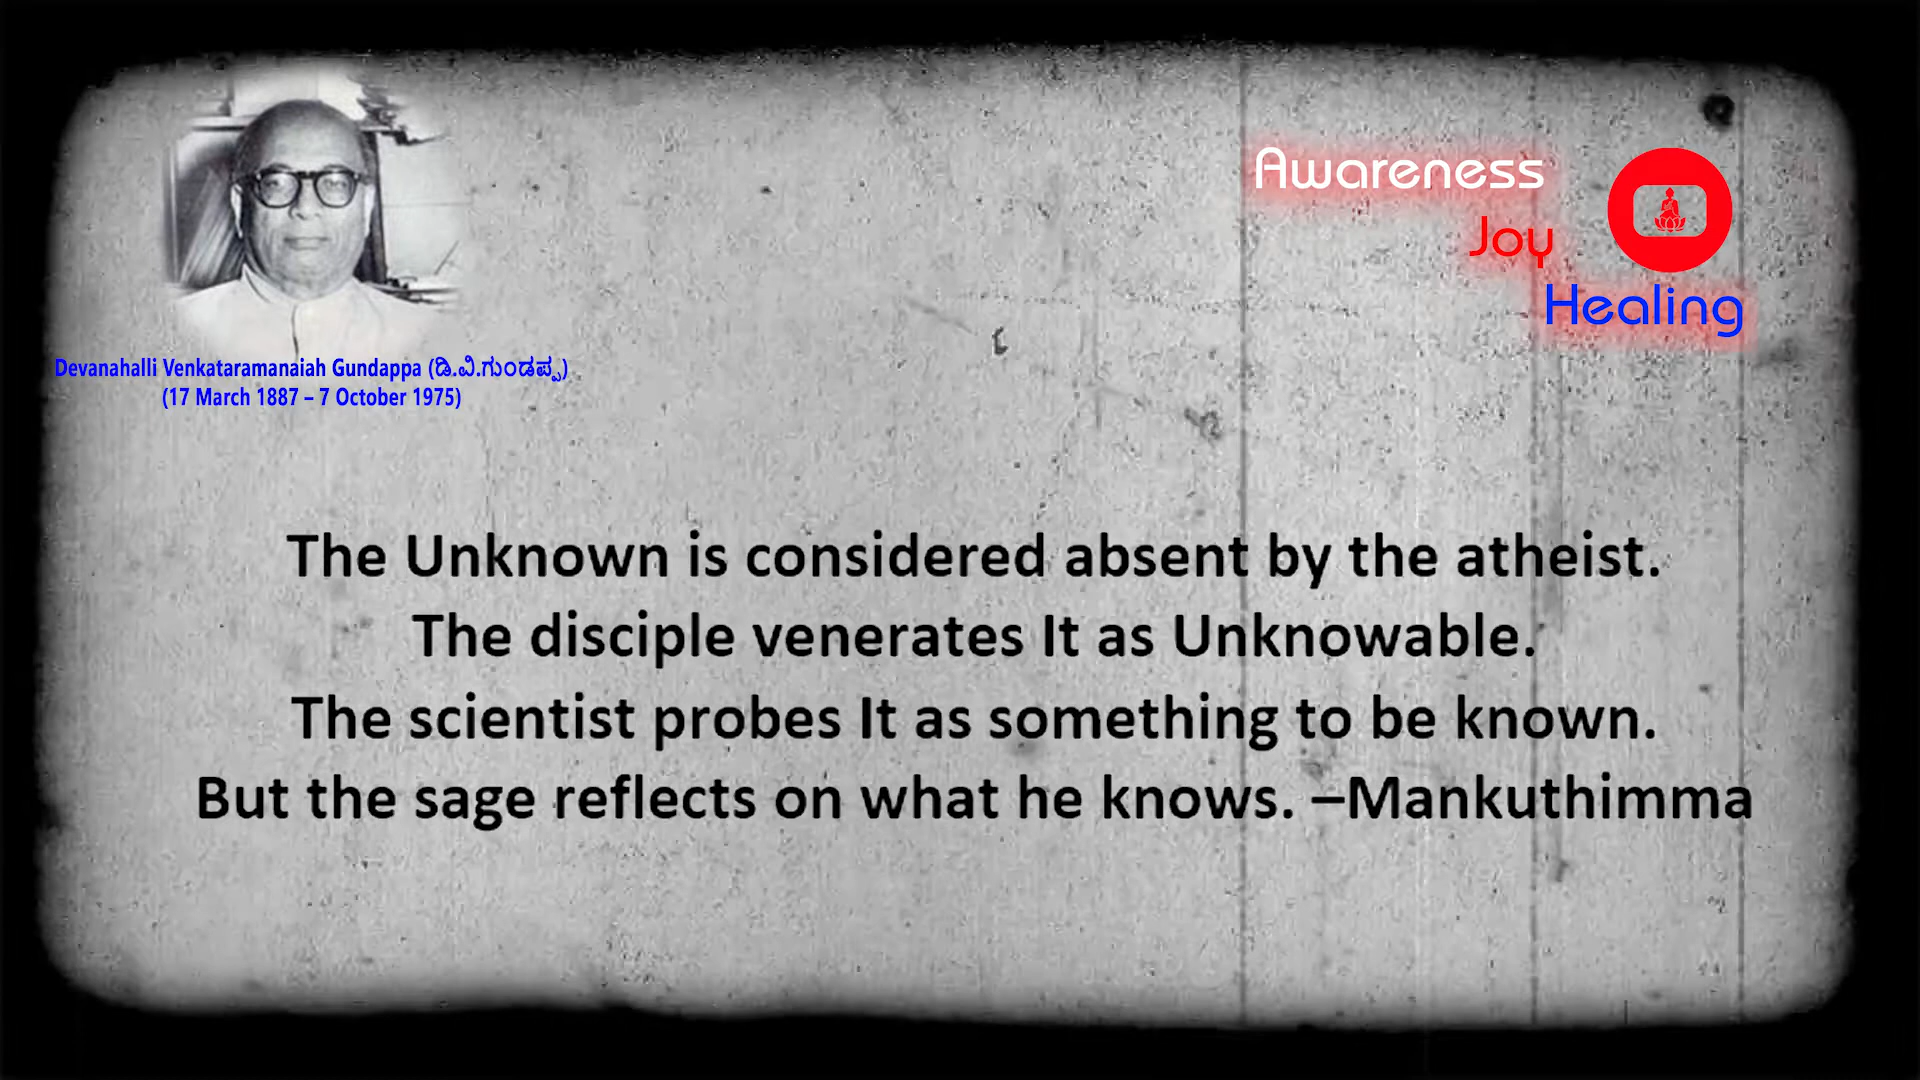 Awareness
Joy
Healing
Devanahalli Venkataramanaiah Gundappa (ಡಿ.ವಿ.ಗುಂಡಪ್ಪ)
(17 March 1887 – 7 October 1975)
The Unknown is considered absent by the atheist.
The disciple venerates It as Unknowable.
The scientist probes It as something to be known.
But the sage reflects on what he knows. –Mankuthimma